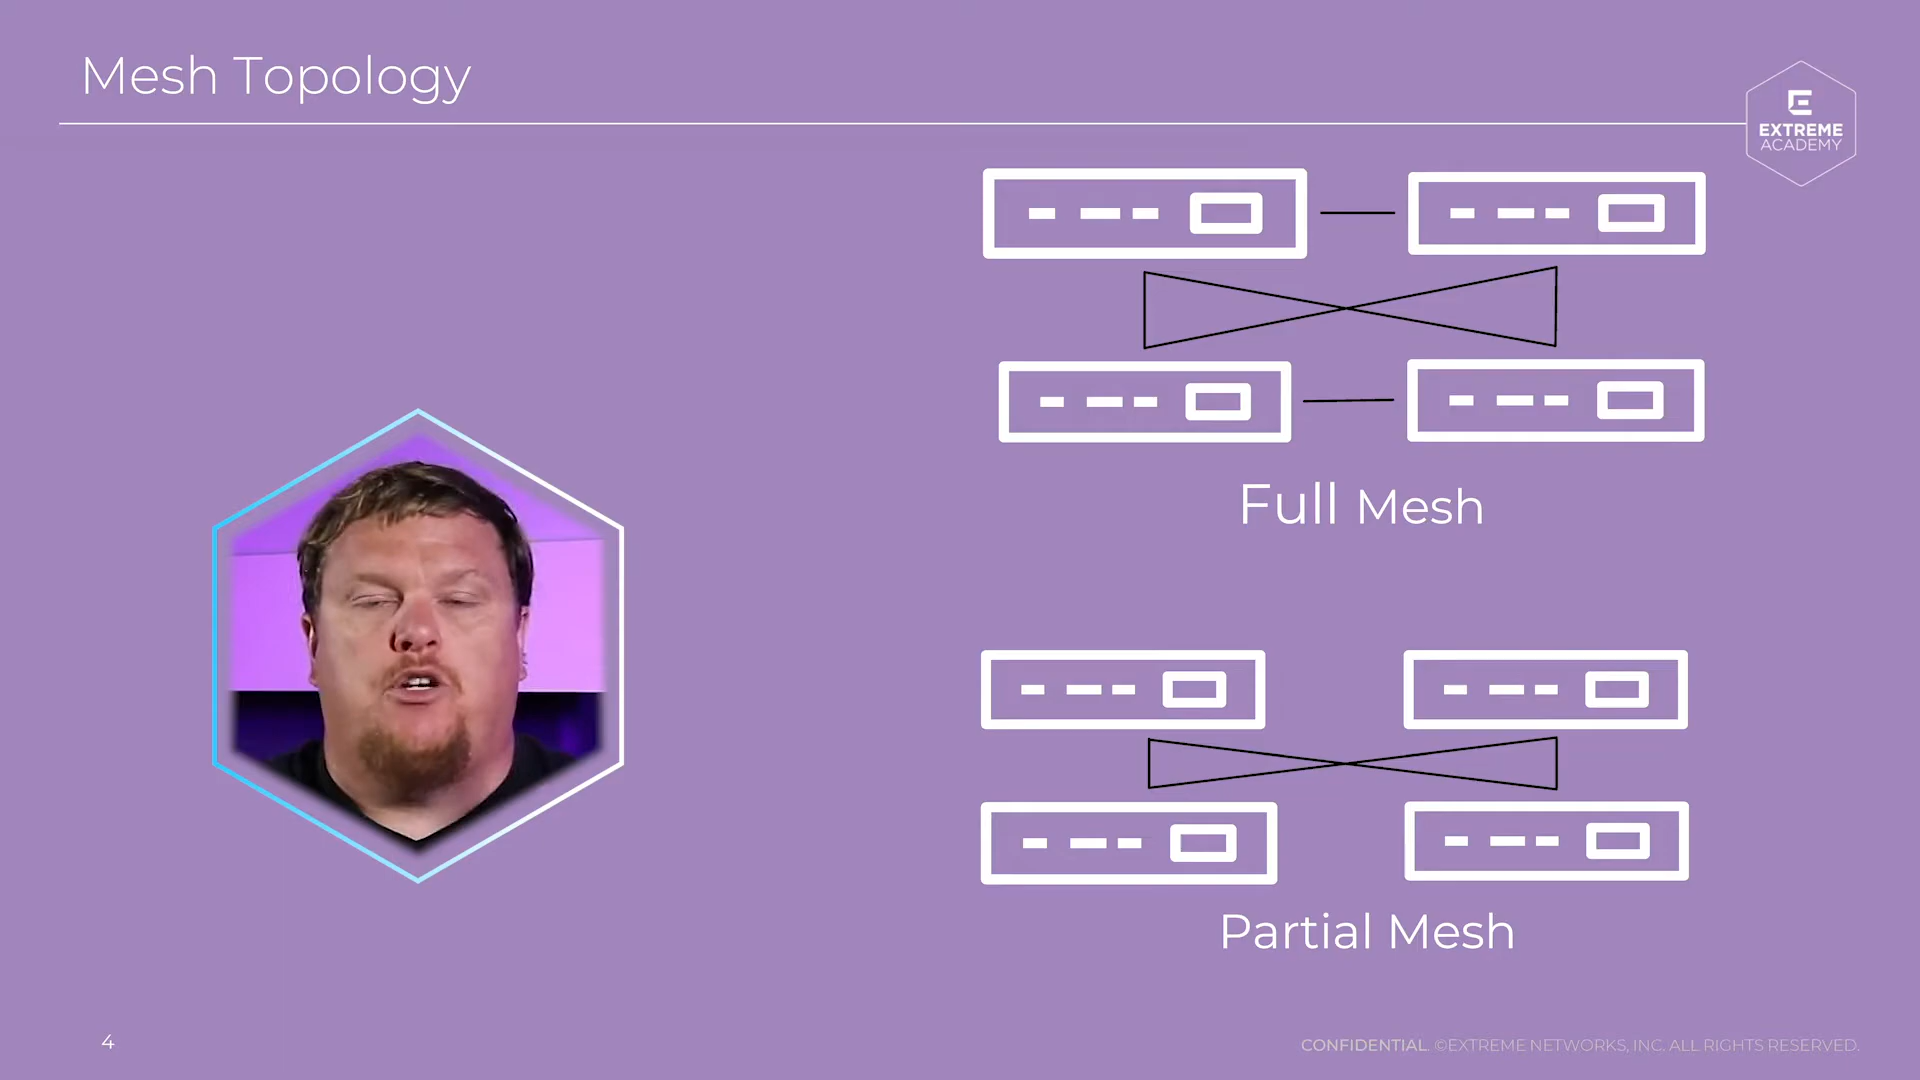 Mesh Topology
EXTREME
ACADEMY
Full Mesh
Partial Mesh
4
CONFIDENTIAL. ©EXTREME NETWORKS, INC. ALL RIGHTS RESERVED.